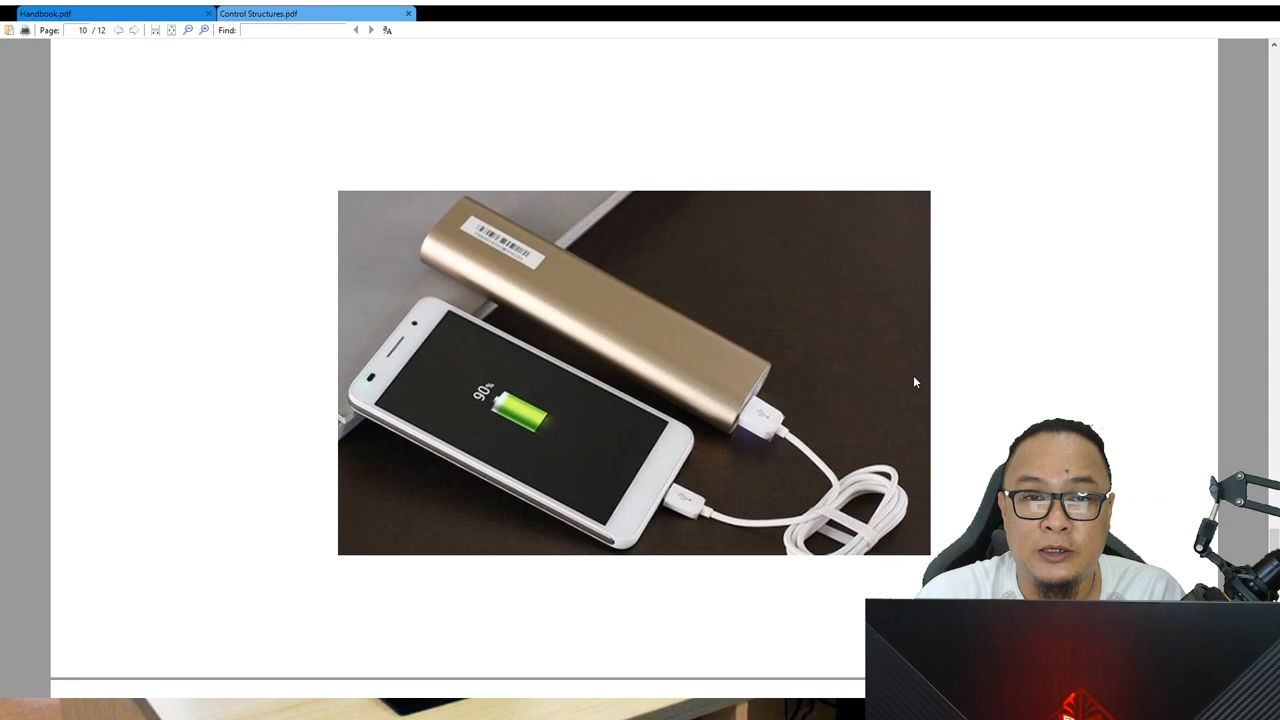 Handbook.pdf
Control Structures.pdf
Page:
10 / 12
Find:
90%